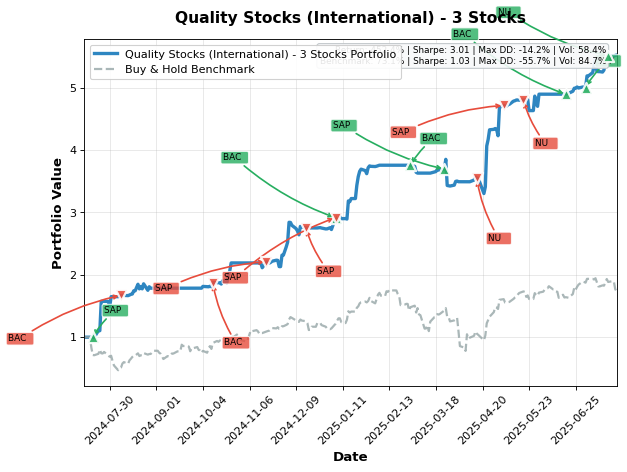 Quality Stocks (International) - 3 Stocks
NU
BAC
Quality Stocks (International) - 3 Stocks Portfolio
Buy & Hold Benchmark
% | Sharpe: 3.01 | Max DD: -14.2% | Vol: 58.4%
% | Sharpe: 1.03 | Max DD: -55.7% | Vol: 84.7%
SAP
SAP
BAC
NU
BAC
NU
SAP
SAP
SAP
SAP
BAC
BAC
5
4
3
2
1
Portfolio Value
2024-07-30
2024-09-01
2024-10-04
2024-11-06
2024-12-09
2025-01-11
2025-02-13
2025-03-18
2025-04-20
2025-05-23
2025-06-25
Date